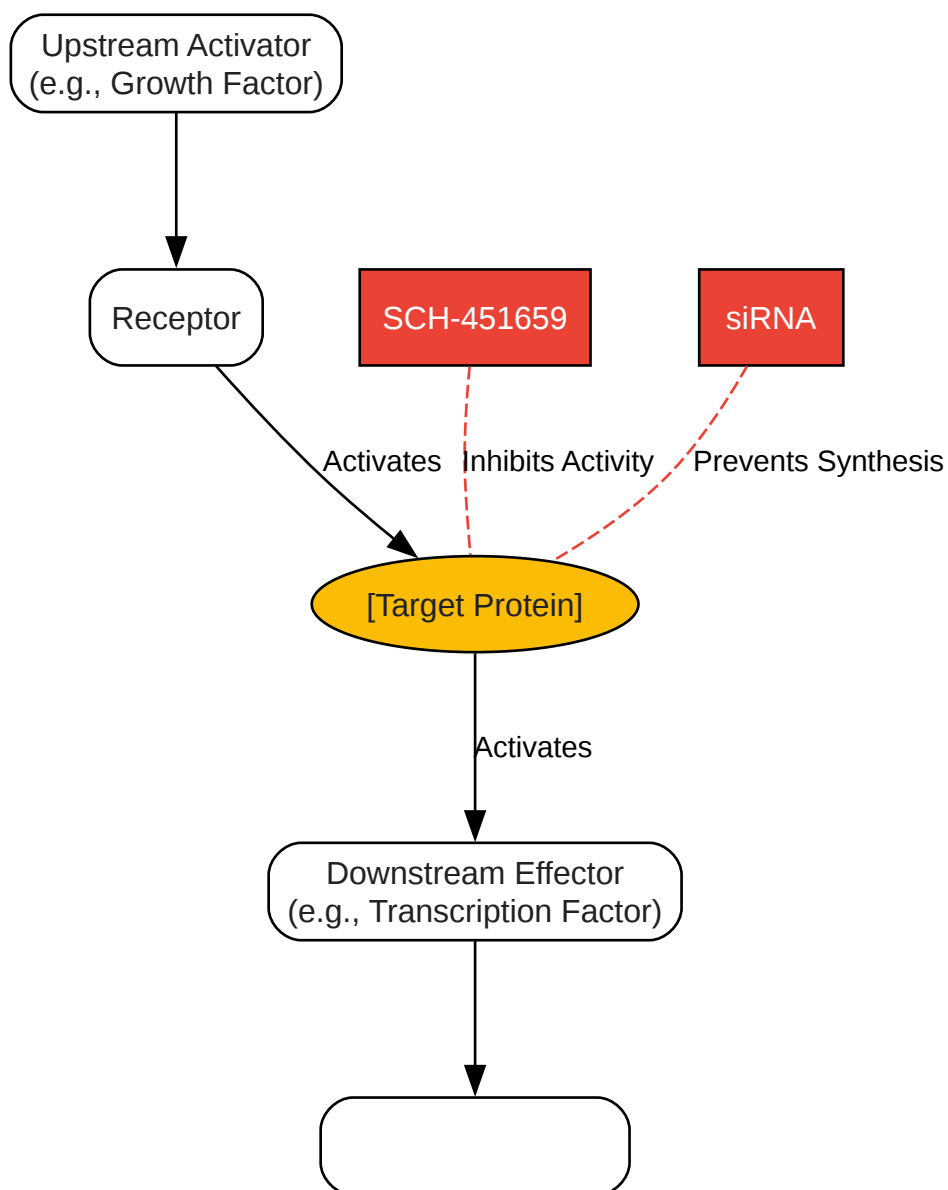 Upstream Activator
(e.g., Growth Factor)
Receptor
SCH-451659
siRNA
Activates
Inhibits Activity
Prevents Synthesis
[Target Protein]
Activates
Downstream Effector
(e.g., Transcription Factor)